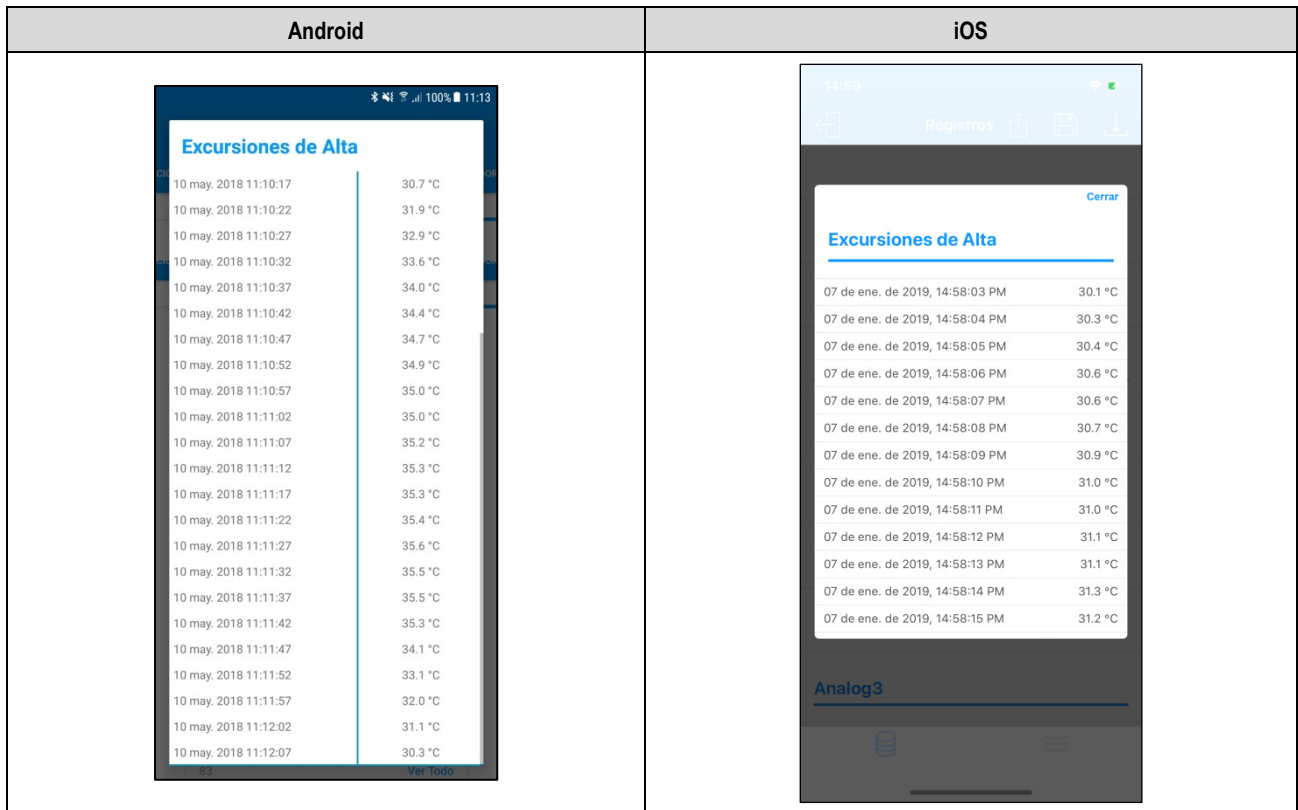 Android
iOS
100% 11:13
Excursiones de Alta
10 may. 2018 11:10:17 30.7 °C
10 may. 2018 11:10:22 31.9 °C
10 may. 2018 11:10:27 32.9 °C
10 may. 2018 11:10:32 33.6 °C
10 may. 2018 11:10:37 34.0 °C
10 may. 2018 11:10:42 34.4 °C
10 may. 2018 11:10:47 34.7 °C
10 may. 2018 11:10:52 34.9 °C
10 may. 2018 11:10:57 35.0 °C
10 may. 2018 11:11:02 35.0 °C
10 may. 2018 11:11:07 35.2 °C
10 may. 2018 11:11:12 35.3 °C
10 may. 2018 11:11:17 35.3 °C
10 may. 2018 11:11:22 35.4 °C
10 may. 2018 11:11:27 35.6 °C
10 may. 2018 11:11:32 35.5 °C
10 may. 2018 11:11:37 35.5 °C
10 may. 2018 11:11:42 35.3 °C
10 may. 2018 11:11:47 34.1 °C
10 may. 2018 11:11:52 33.1 °C
10 may. 2018 11:11:57 32.0 °C
10 may. 2018 11:12:02 31.1 °C
10 may. 2018 11:12:07 30.3 °C
83 Ver Todo
14:59
Registros
Cerrar
Excursiones de Alta
07 de ene. de 2019, 14:58:03 PM 30.1 °C
07 de ene. de 2019, 14:58:04 PM 30.3 °C
07 de ene. de 2019, 14:58:05 PM 30.4 °C
07 de ene. de 2019, 14:58:06 PM 30.6 °C
07 de ene. de 2019, 14:58:07 PM 30.6 °C
07 de ene. de 2019, 14:58:08 PM 30.7 °C
07 de ene. de 2019, 14:58:09 PM 30.9 °C
07 de ene. de 2019, 14:58:10 PM 31.0 °C
07 de ene. de 2019, 14:58:11 PM 31.0 °C
07 de ene. de 2019, 14:58:12 PM 31.1 °C
07 de ene. de 2019, 14:58:13 PM 31.1 °C
07 de ene. de 2019, 14:58:14 PM 31.3 °C
07 de ene. de 2019, 14:58:15 PM 31.2 °C
Analog3